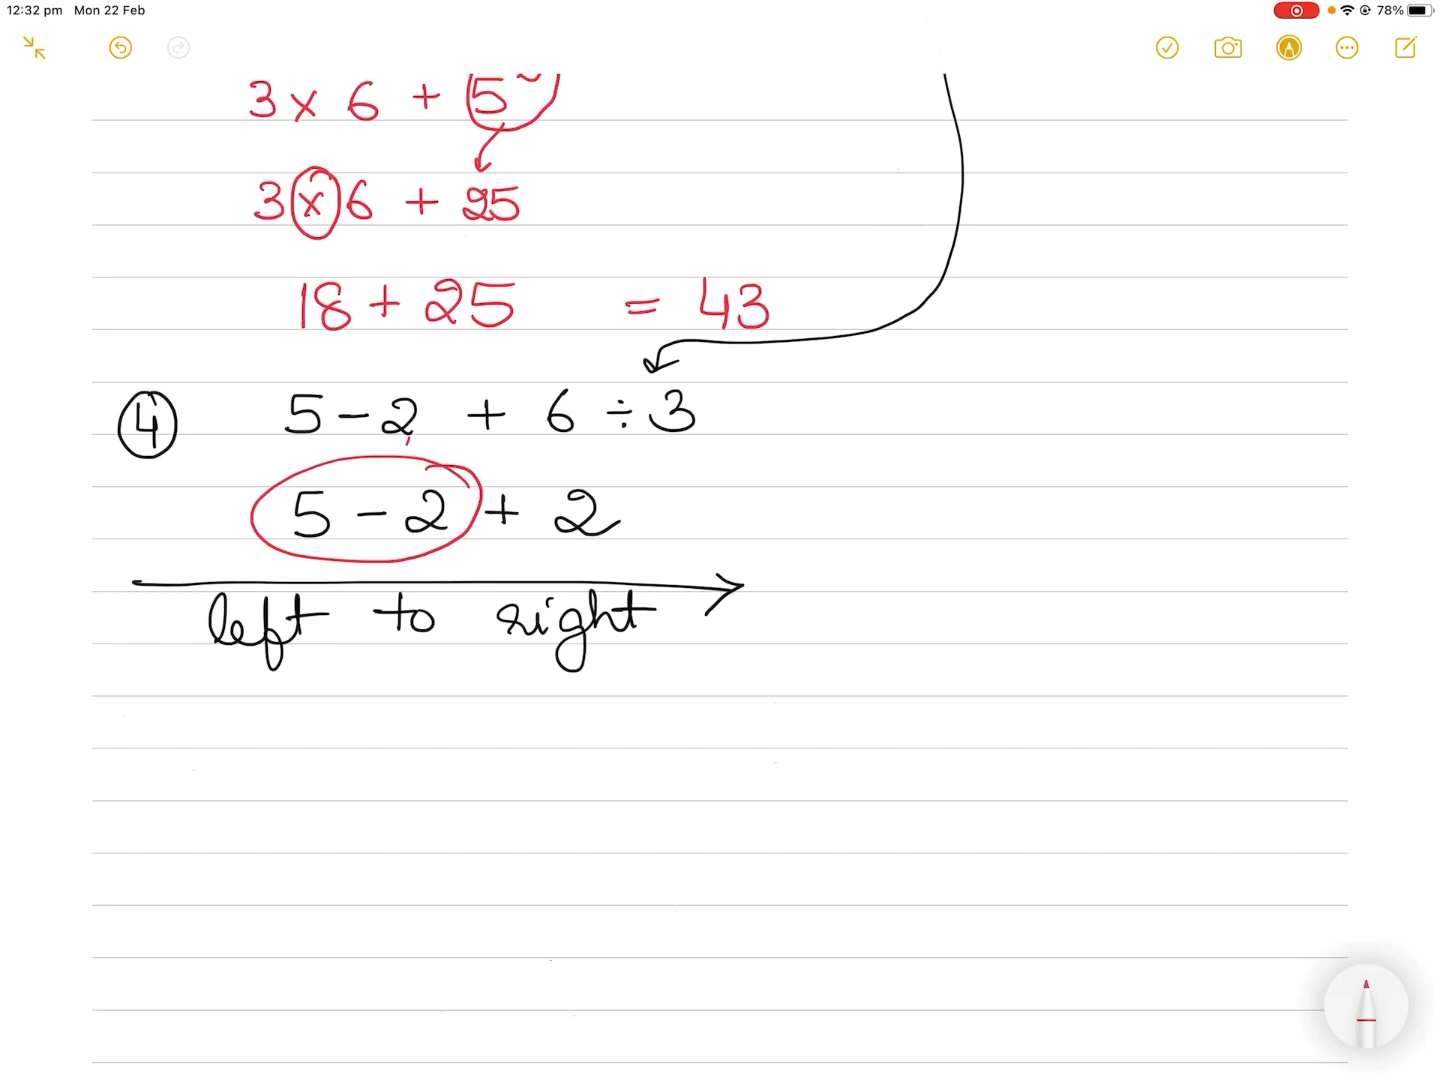 12:32 pm Mon 22 Feb 78%
3 × 6 + 5
3 × 6 + 25
18 + 25 = 43
4 5 - 2 + 6 ÷ 3
5 - 2 + 2
left to right